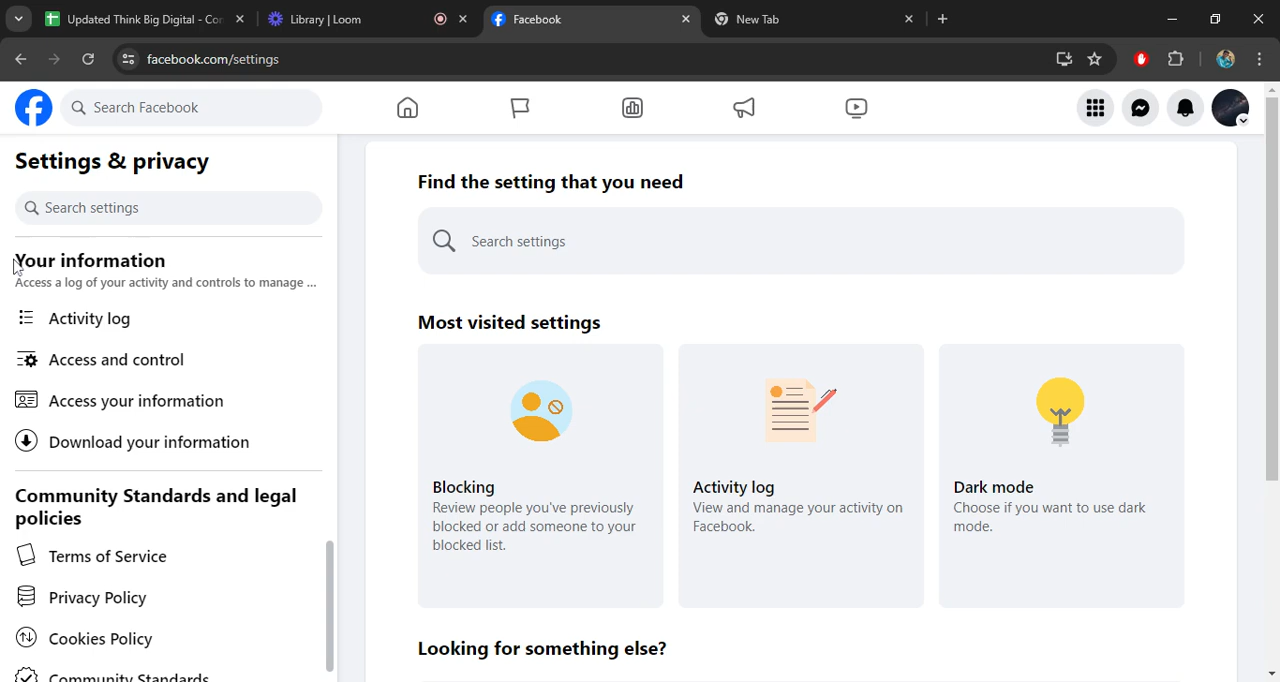 Updated Think Big Digital - Co
Library | Loom
Facebook
New Tab
facebook.com/settings
Search Facebook
Settings & privacy
Search settings
Your information
Access a log of your activity and controls to manage ...
Activity log
Access and control
Access your information
Download your information
Community Standards and legal
policies
Terms of Service
Privacy Policy
Cookies Policy
Community Standards
Find the setting that you need
Search settings
Most visited settings
Blocking
Review people you've previously
blocked or add someone to your
blocked list.
Activity log
View and manage your activity on
Facebook.
Dark mode
Choose if you want to use dark
mode.
Looking for something else?